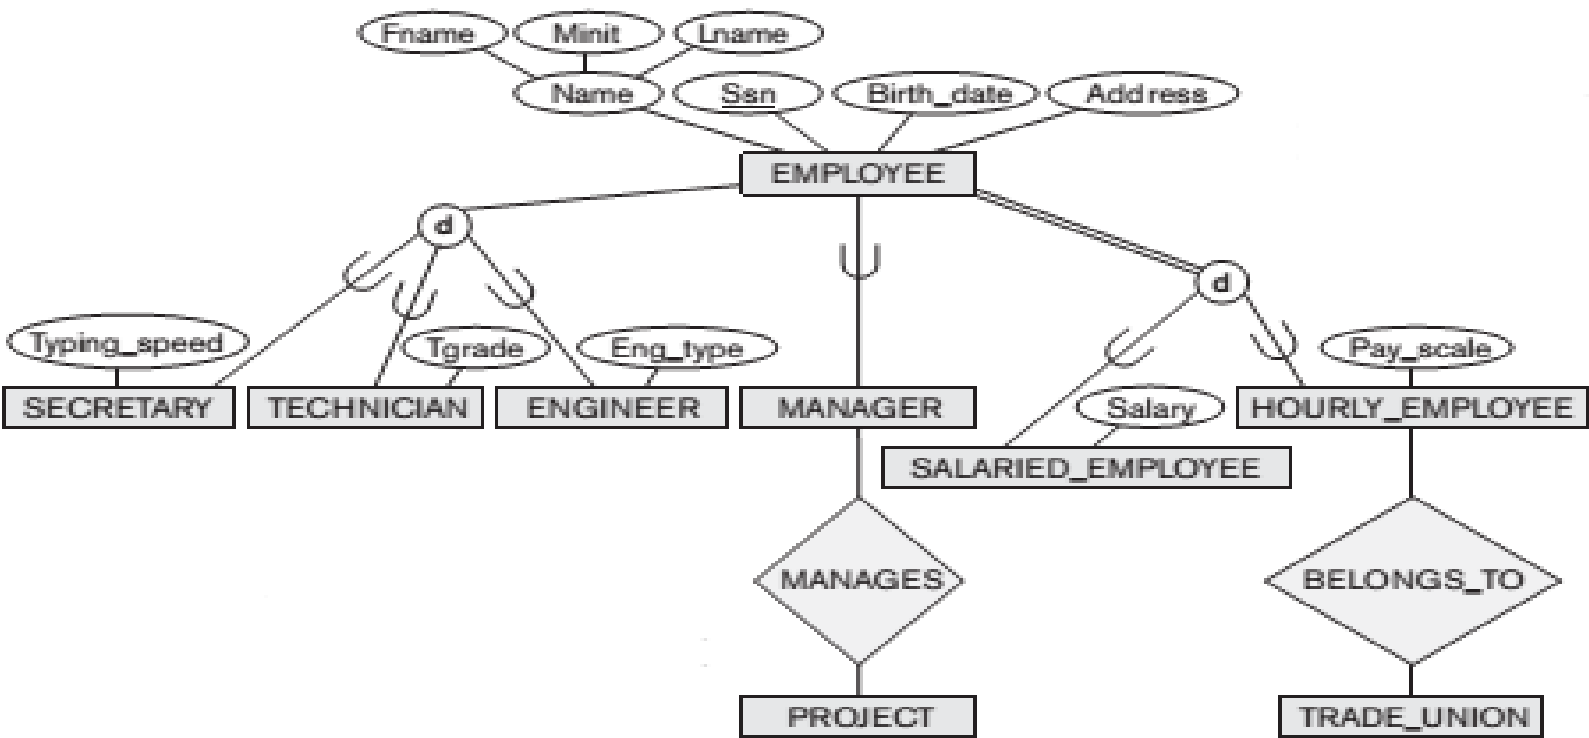 Fname Minit Lname
Name Ssn Birth_date Address
EMPLOYEE
d
d
Typing_speed Tgrade Eng_type Pay_scale
SECRETARY TECHNICIAN ENGINEER MANAGER Salary HOURLY_EMPLOYEE
SALARIED_EMPLOYEE
MANAGES BELONGS_TO
PROJECT TRADE_UNION